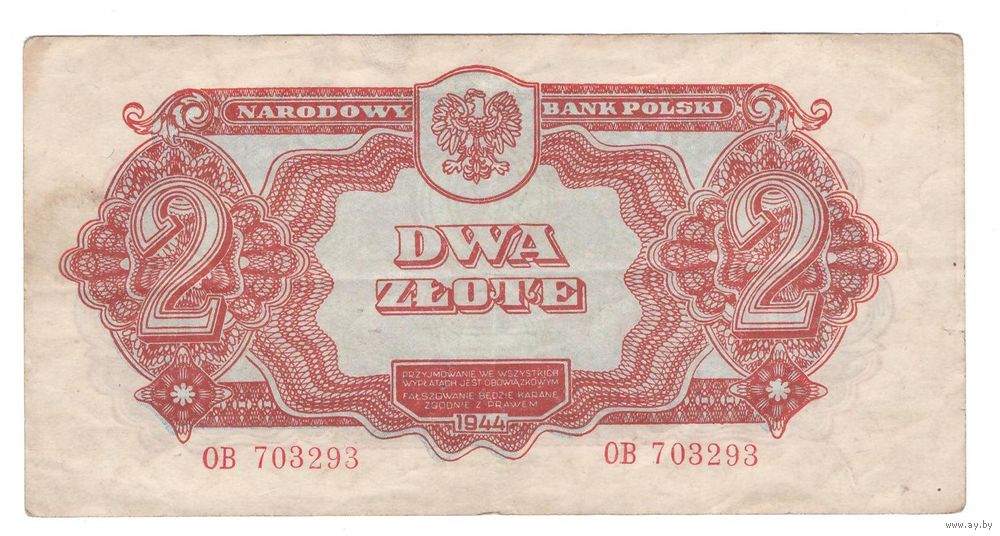 NARODOWY BANK POLSKI
2 2
DWA
ZŁOTE
PRZYJMOWANIE WE WSZYSTKICH
WYPŁATACH JEST OBOWIĄZKOWYM
FAŁSZOWANIE BĘDZIE KARANE
ZGODNIE Z PRAWEM
1944
OB 703293 OB 703293
www.ay.by